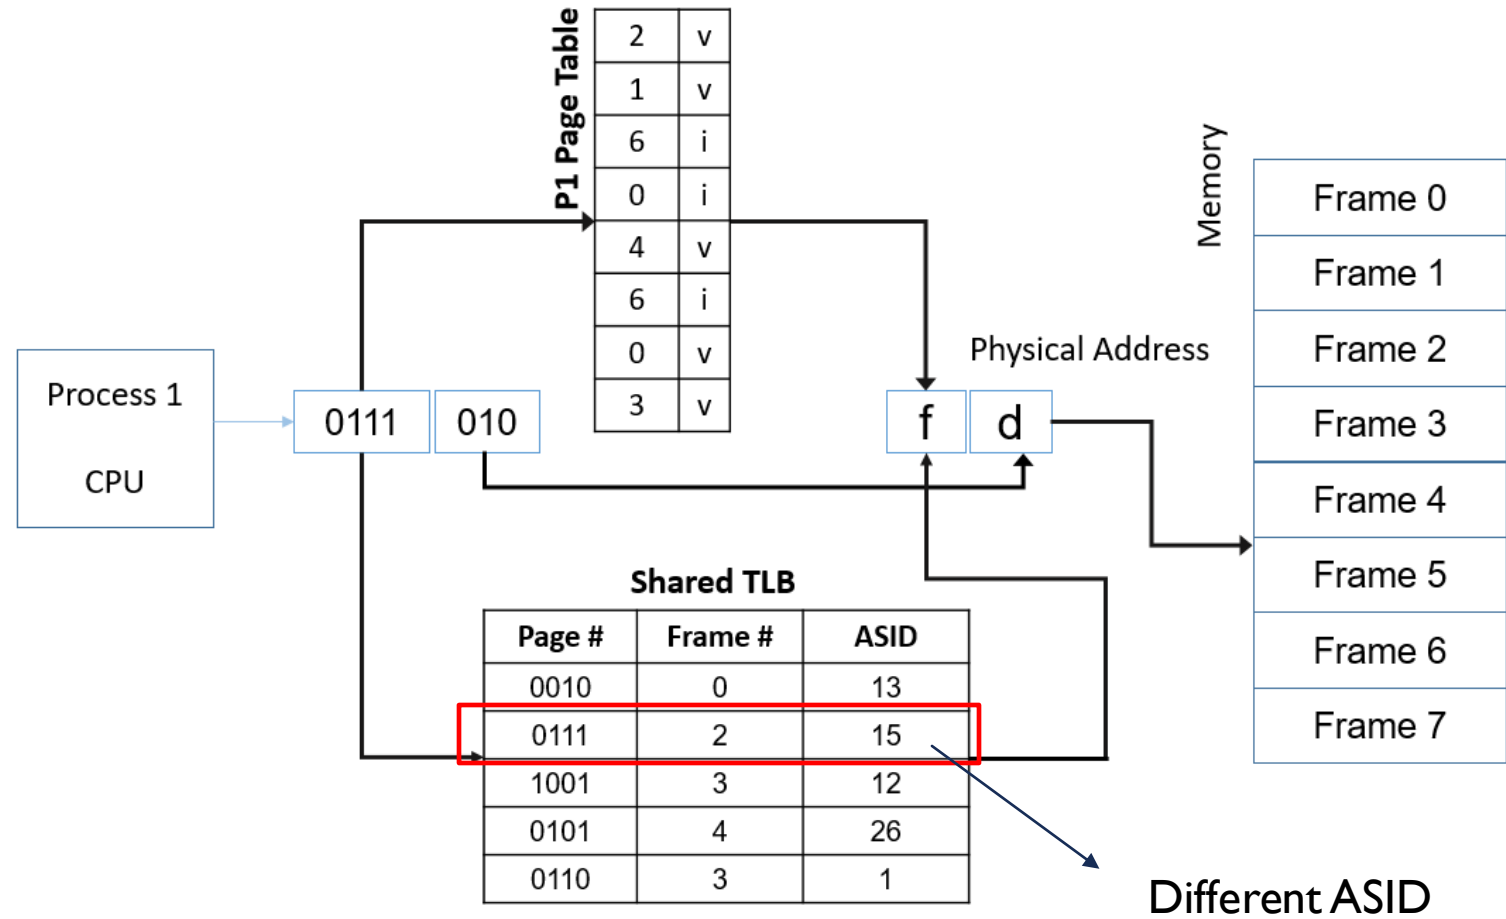 P1 Page Table
2 v
1 v
6 i
0 i
4 v
6 i
0 v
3 v
Process 1
CPU
0111 010
Physical Address
f d
Memory
Frame 0
Frame 1
Frame 2
Frame 3
Frame 4
Frame 5
Frame 6
Frame 7
Shared TLB
Page # Frame # ASID
0010 0 13
0111 2 15
1001 3 12
0101 4 26
0110 3 1
Different ASID